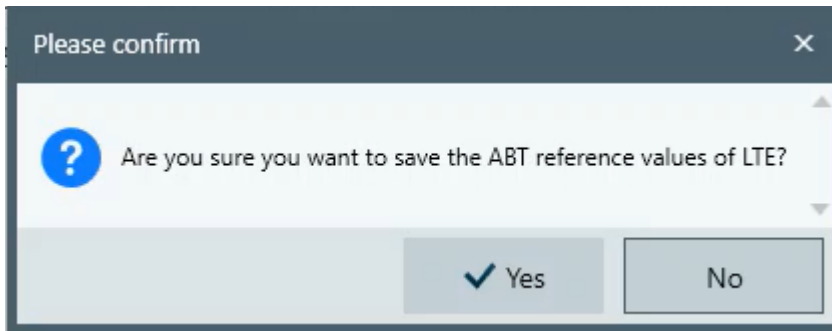 Please confirm
Are you sure you want to save the ABT reference values of LTE?
Yes
No